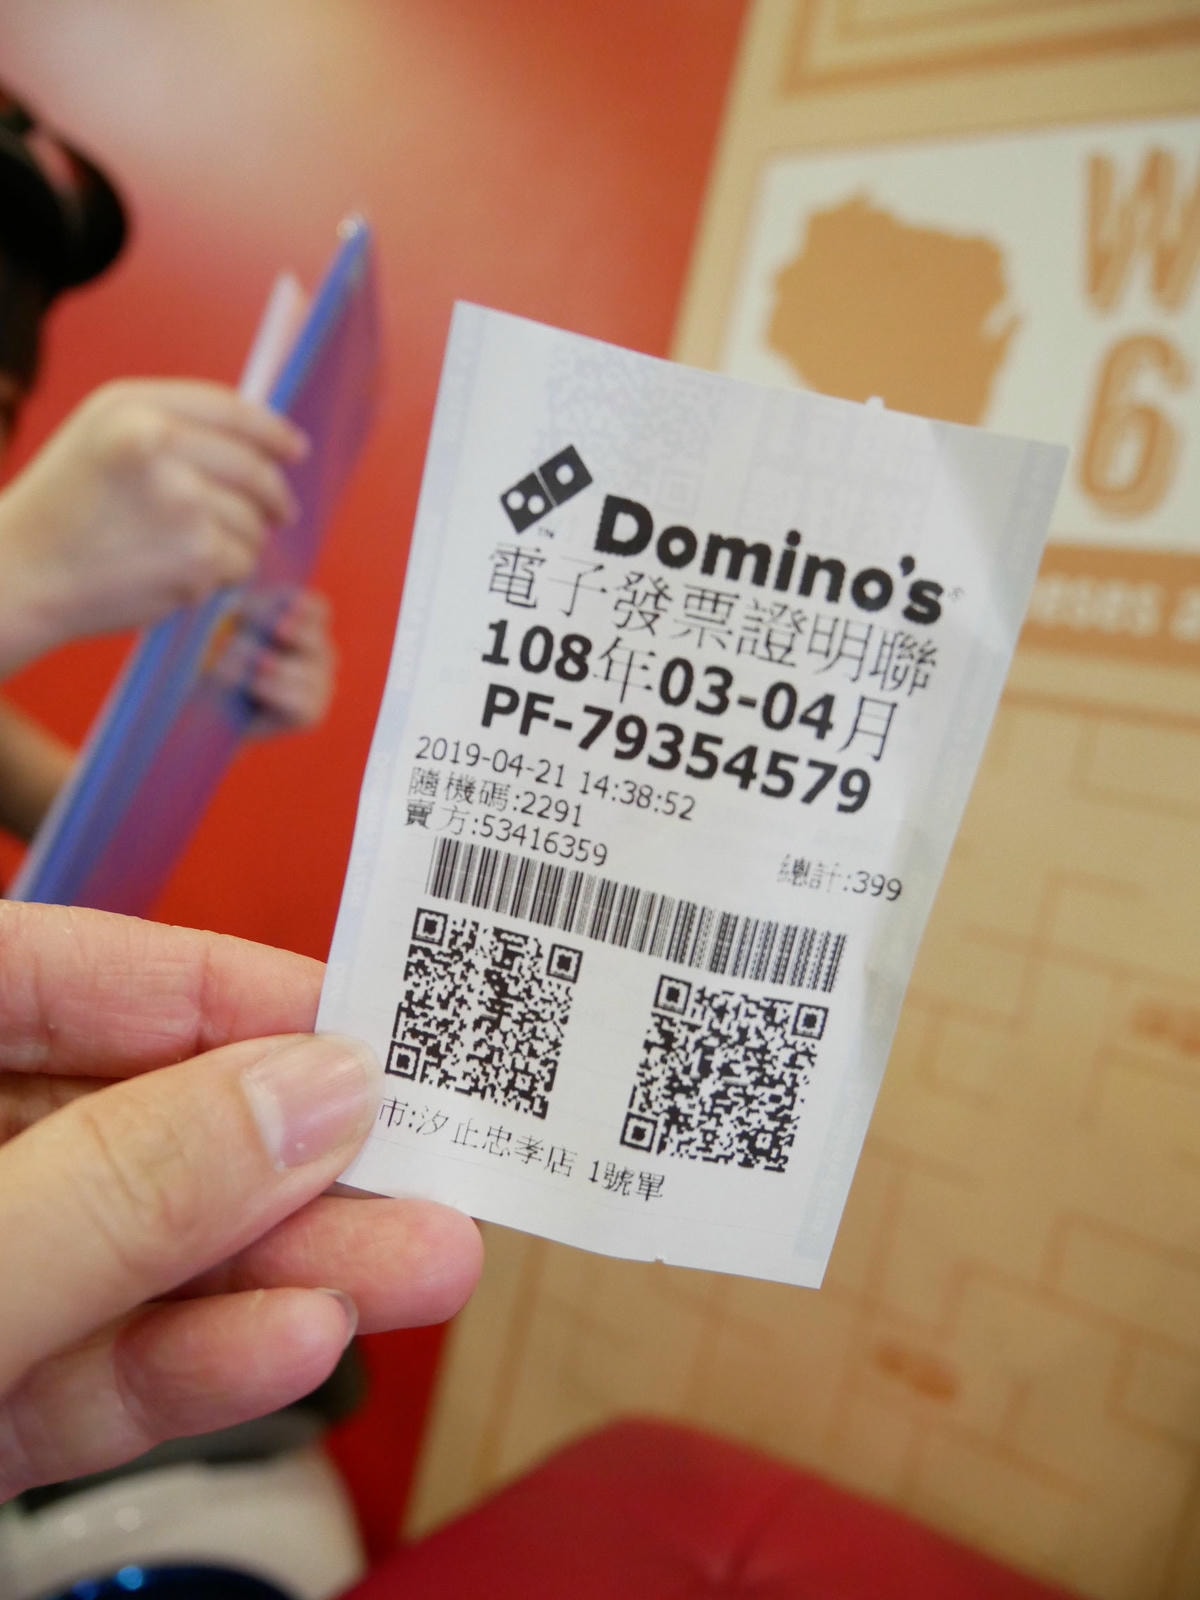 Domino's
電子發票證明聯
108年03-04月
PF-79354579
2019-04-21 14:38:52
隨機碼:2291
總計:399
賣方:53416359
市:汐止忠孝店 1號單
W
6